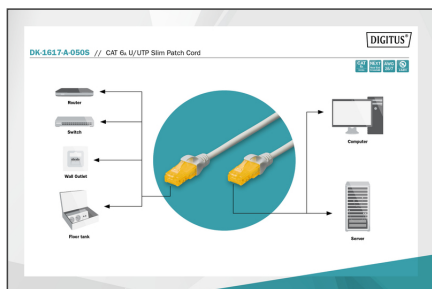 DIGITUS®
DK-1617-A-050S // CAT 6A U/UTP Slim Patch Cord
Router
Switch
Wall Outlet
Floor tank
Computer
Server